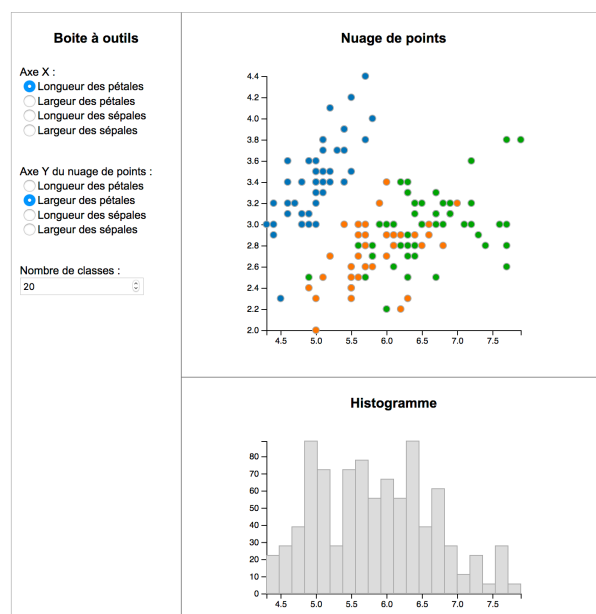 Boite à outils
Axe X :
Longueur des pétales
Largeur des pétales
Longueur des sépales
Largeur des sépales
Axe Y du nuage de points :
Longueur des pétales
Largeur des pétales
Longueur des sépales
Largeur des sépales
Nombre de classes :
20
Nuage de points
4.4
4.2
4.0
3.8
3.6
3.4
3.2
3.0
2.8
2.6
2.4
2.2
2.0
4.5 5.0 5.5 6.0 6.5 7.0 7.5
Histogramme
80
70
60
50
40
30
20
10
0
4.5 5.0 5.5 6.0 6.5 7.0 7.5